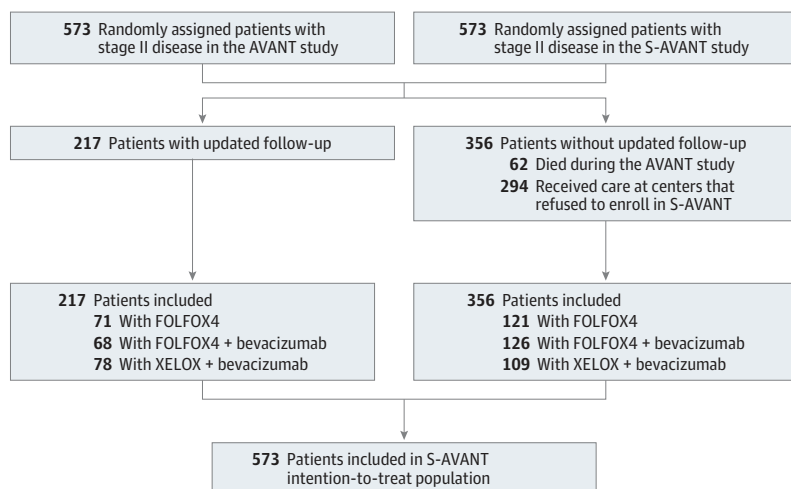 573 Randomly assigned patients with
stage II disease in the AVANT study
573 Randomly assigned patients with
stage II disease in the S-AVANT study
217 Patients with updated follow-up
356 Patients without updated follow-up
62 Died during the AVANT study
294 Received care at centers that
refused to enroll in S-AVANT
217 Patients included
71 With FOLFOX4
68 With FOLFOX4 + bevacizumab
78 With XELOX + bevacizumab
356 Patients included
121 With FOLFOX4
126 With FOLFOX4 + bevacizumab
109 With XELOX + bevacizumab
573 Patients included in S-AVANT
intention-to-treat population